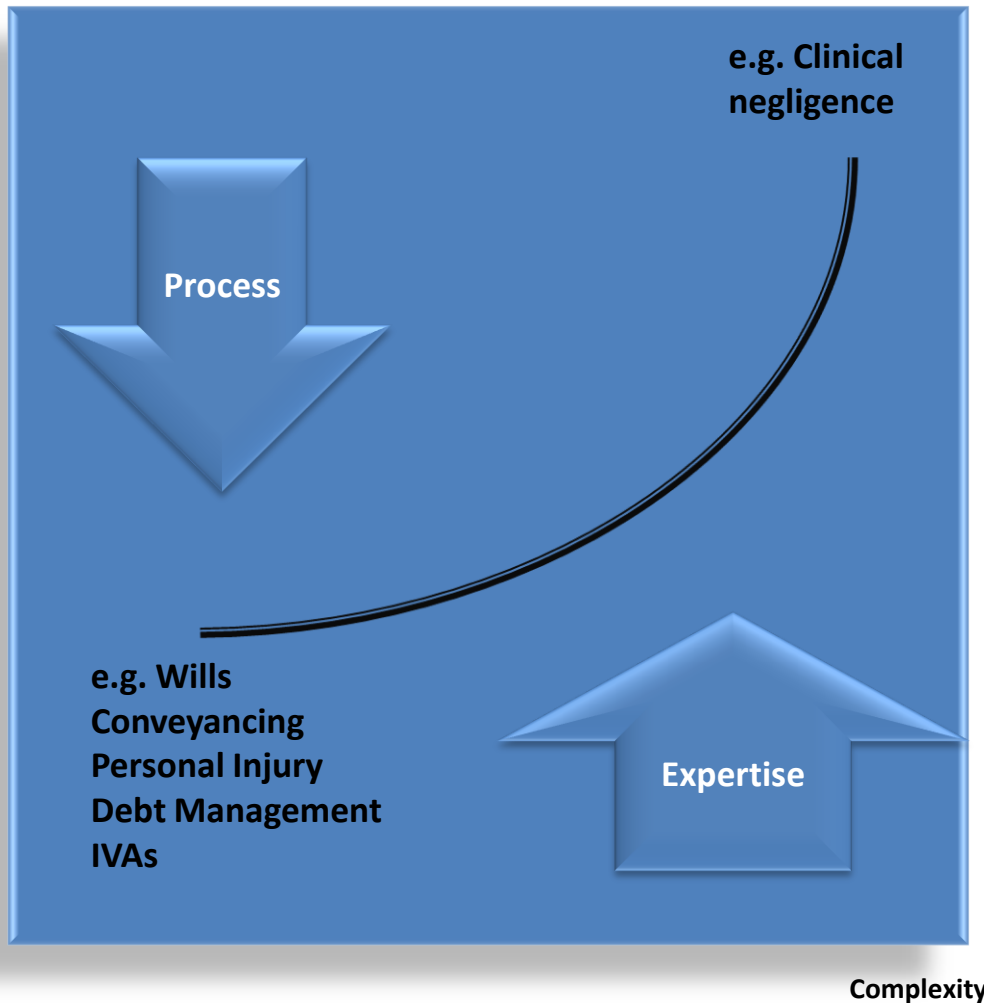 e.g. Clinical
negligence
Process
e.g. Wills
Conveyancing
Personal Injury
Debt Management
IVAs
Expertise
Complexity